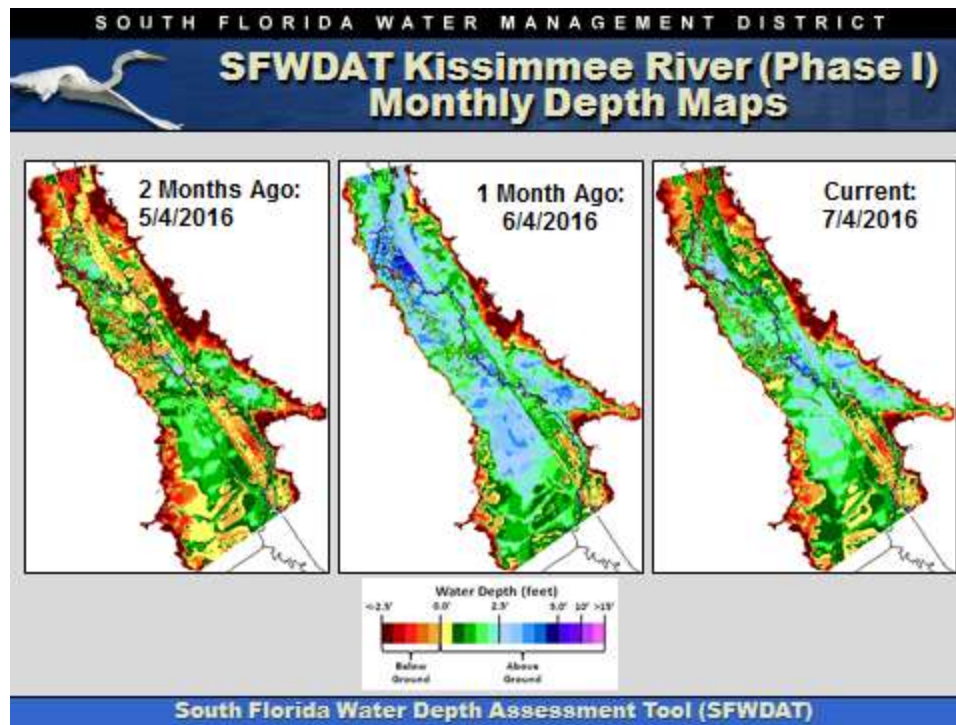 SOUTH FLORIDA WATER MANAGEMENT DISTRICT
SFWDAT Kissimmee River (Phase I)
Monthly Depth Maps
2 Months Ago:
5/4/2016
1 Month Ago:
6/4/2016
Current:
7/4/2016
Water Depth (feet)
<-2.5' 0.0' 2.5' 5.0' 10' >15'
Below
Ground
Above
Ground
South Florida Water Depth Assessment Tool (SFWDAT)